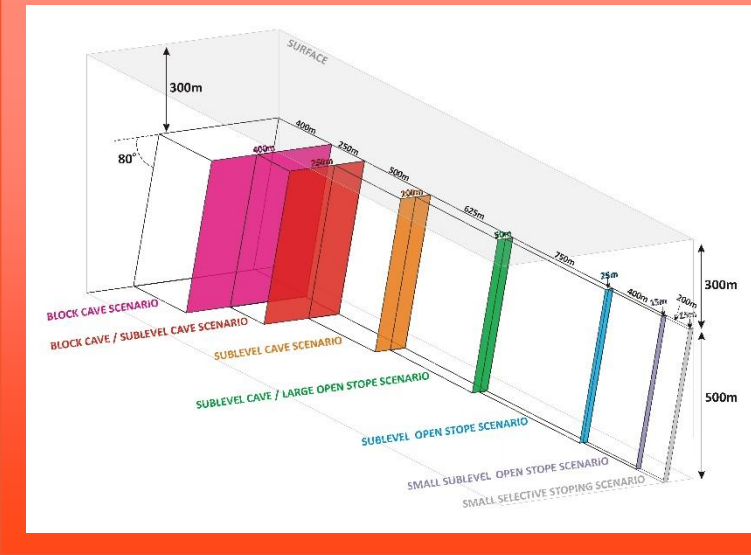 SURFACE
300m
80°
400m
250m
500m
625m
750m
400m
200m
400m
250m
200m
50m
25m
15m
300m
500m
BLOCK CAVE SCENARIO
BLOCK CAVE / SUBLEVEL CAVE SCENARIO
SUBLEVEL CAVE SCENARIO
SUBLEVEL CAVE / LARGE OPEN STOPE SCENARIO
SUBLEVEL OPEN STOPE SCENARIO
SMALL SUBLEVEL OPEN STOPE SCENARIO
SMALL SELECTIVE STOPING SCENARIO